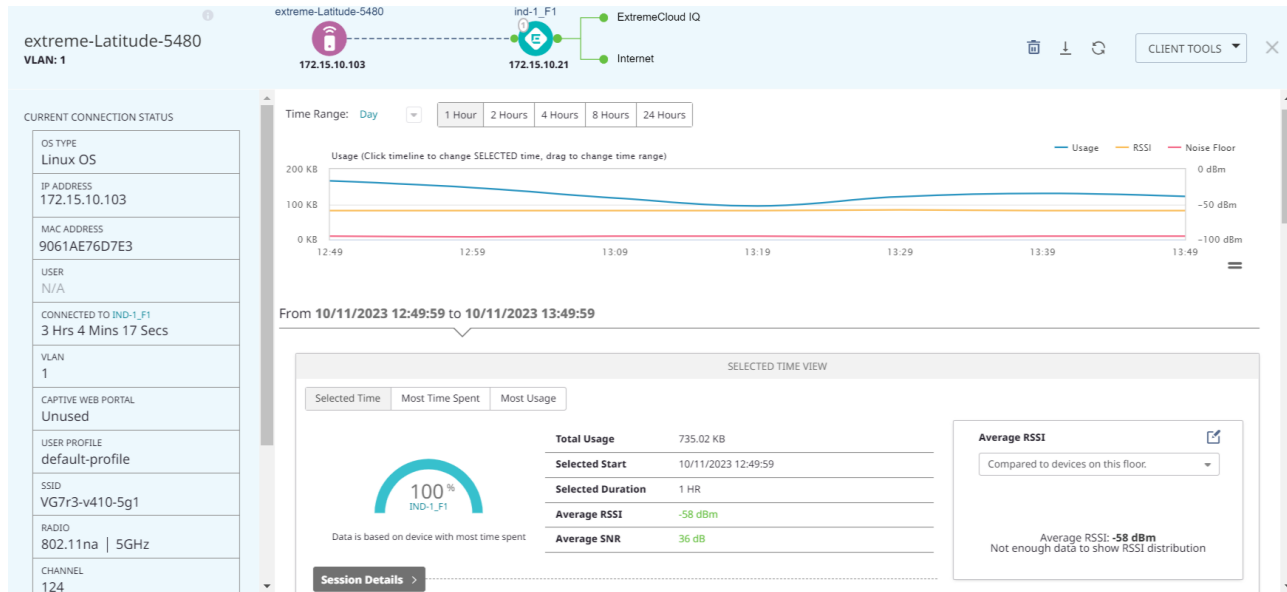 extreme-Latitude-5480
VLAN: 1
extreme-Latitude-5480
172.15.10.103
ind-1_F1
1
E
172.15.10.21
ExtremeCloud IQ
Internet
CLIENT TOOLS
CURRENT CONNECTION STATUS
OS TYPE
Linux OS
IP ADDRESS
172.15.10.103
MAC ADDRESS
9061AE76D7E3
USER
N/A
CONNECTED TO IND-1_F1
3 Hrs 4 Mins 17 Secs
VLAN
1
CAPTIVE WEB PORTAL
Unused
USER PROFILE
default-profile
SSID
VG7r3-v410-5g1
RADIO
802.11na | 5GHz
CHANNEL
124
Time Range: Day
1 Hour 2 Hours 4 Hours 8 Hours 24 Hours
Usage (Click timeline to change SELECTED time, drag to change time range)
Usage RSSI Noise Floor
200 KB 0 dBm
100 KB -50 dBm
0 KB -100 dBm
12:49 12:59 13:09 13:19 13:29 13:39 13:49
From 10/11/2023 12:49:59 to 10/11/2023 13:49:59
SELECTED TIME VIEW
Selected Time Most Time Spent Most Usage
100 %
IND-1_F1
Data is based on device with most time spent
Total Usage 735.02 KB
Selected Start 10/11/2023 12:49:59
Selected Duration 1 HR
Average RSSI -58 dBm
Average SNR 36 dB
Average RSSI
Compared to devices on this floor.
Average RSSI: -58 dBm
Not enough data to show RSSI distribution
Session Details >